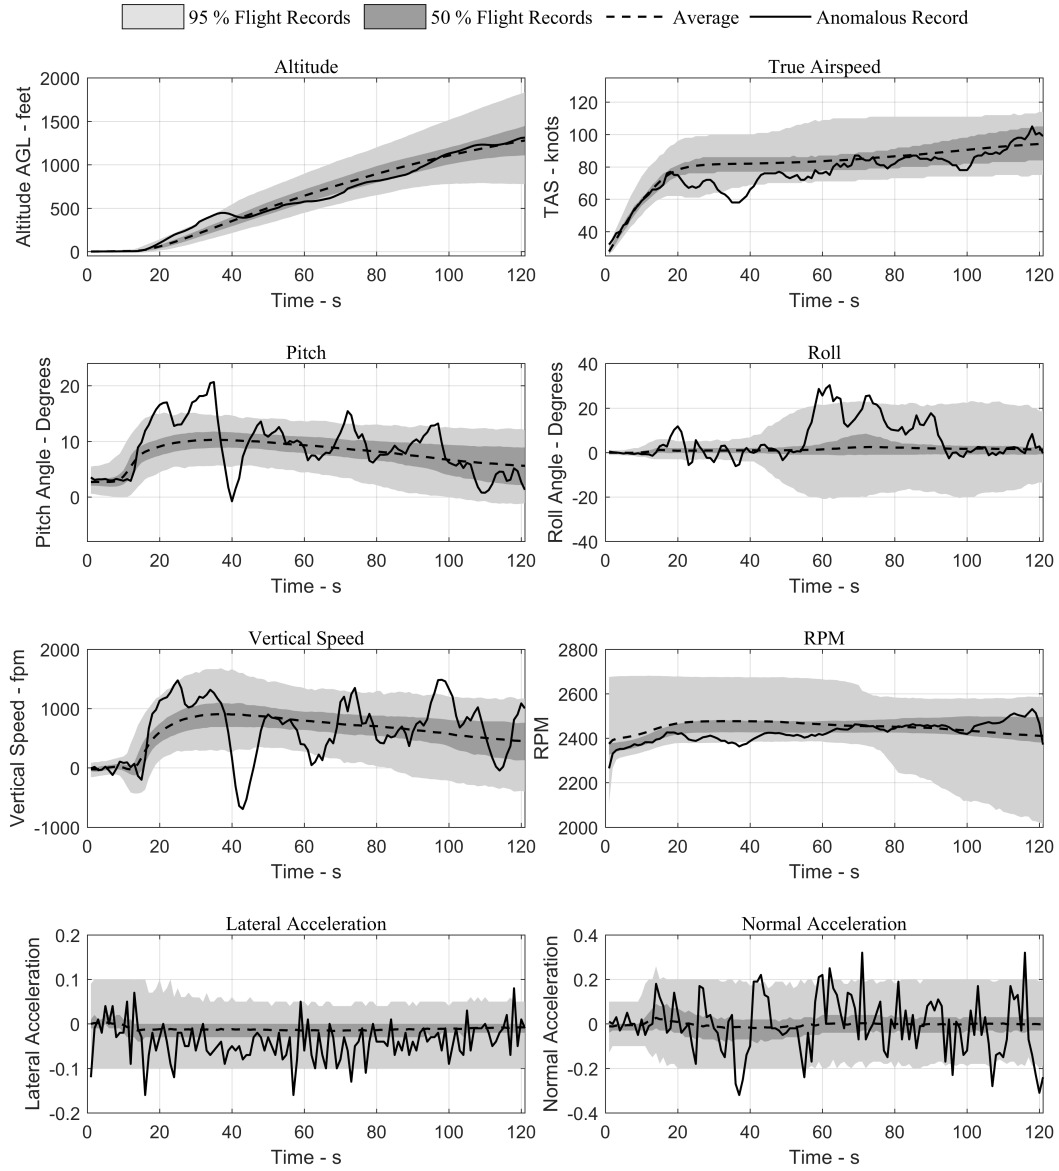 95 % Flight Records 50 % Flight Records Average Anomalous Record
Altitude
True Airspeed
2000
1500
1000
500
0
Altitude AGL - feet
0 20 40 60 80 100 120
Time - s
120
100
80
60
40
TAS - knots
0 20 40 60 80 100 120
Time - s
Pitch
Roll
20
10
0
Pitch Angle - Degrees
0 20 40 60 80 100 120
Time - s
40
20
0
-20
-40
Roll Angle - Degrees
0 20 40 60 80 100 120
Time - s
Vertical Speed
RPM
2000
1000
0
-1000
Vertical Speed - fpm
0 20 40 60 80 100 120
Time - s
2800
2600
2400
2200
2000
RPM
0 20 40 60 80 100 120
Time - s
Lateral Acceleration
Normal Acceleration
0.2
0.1
0
-0.1
-0.2
Lateral Acceleration
0 20 40 60 80 100 120
Time - s
0.4
0.2
0
-0.2
-0.4
Normal Acceleration
0 20 40 60 80 100 120
Time - s